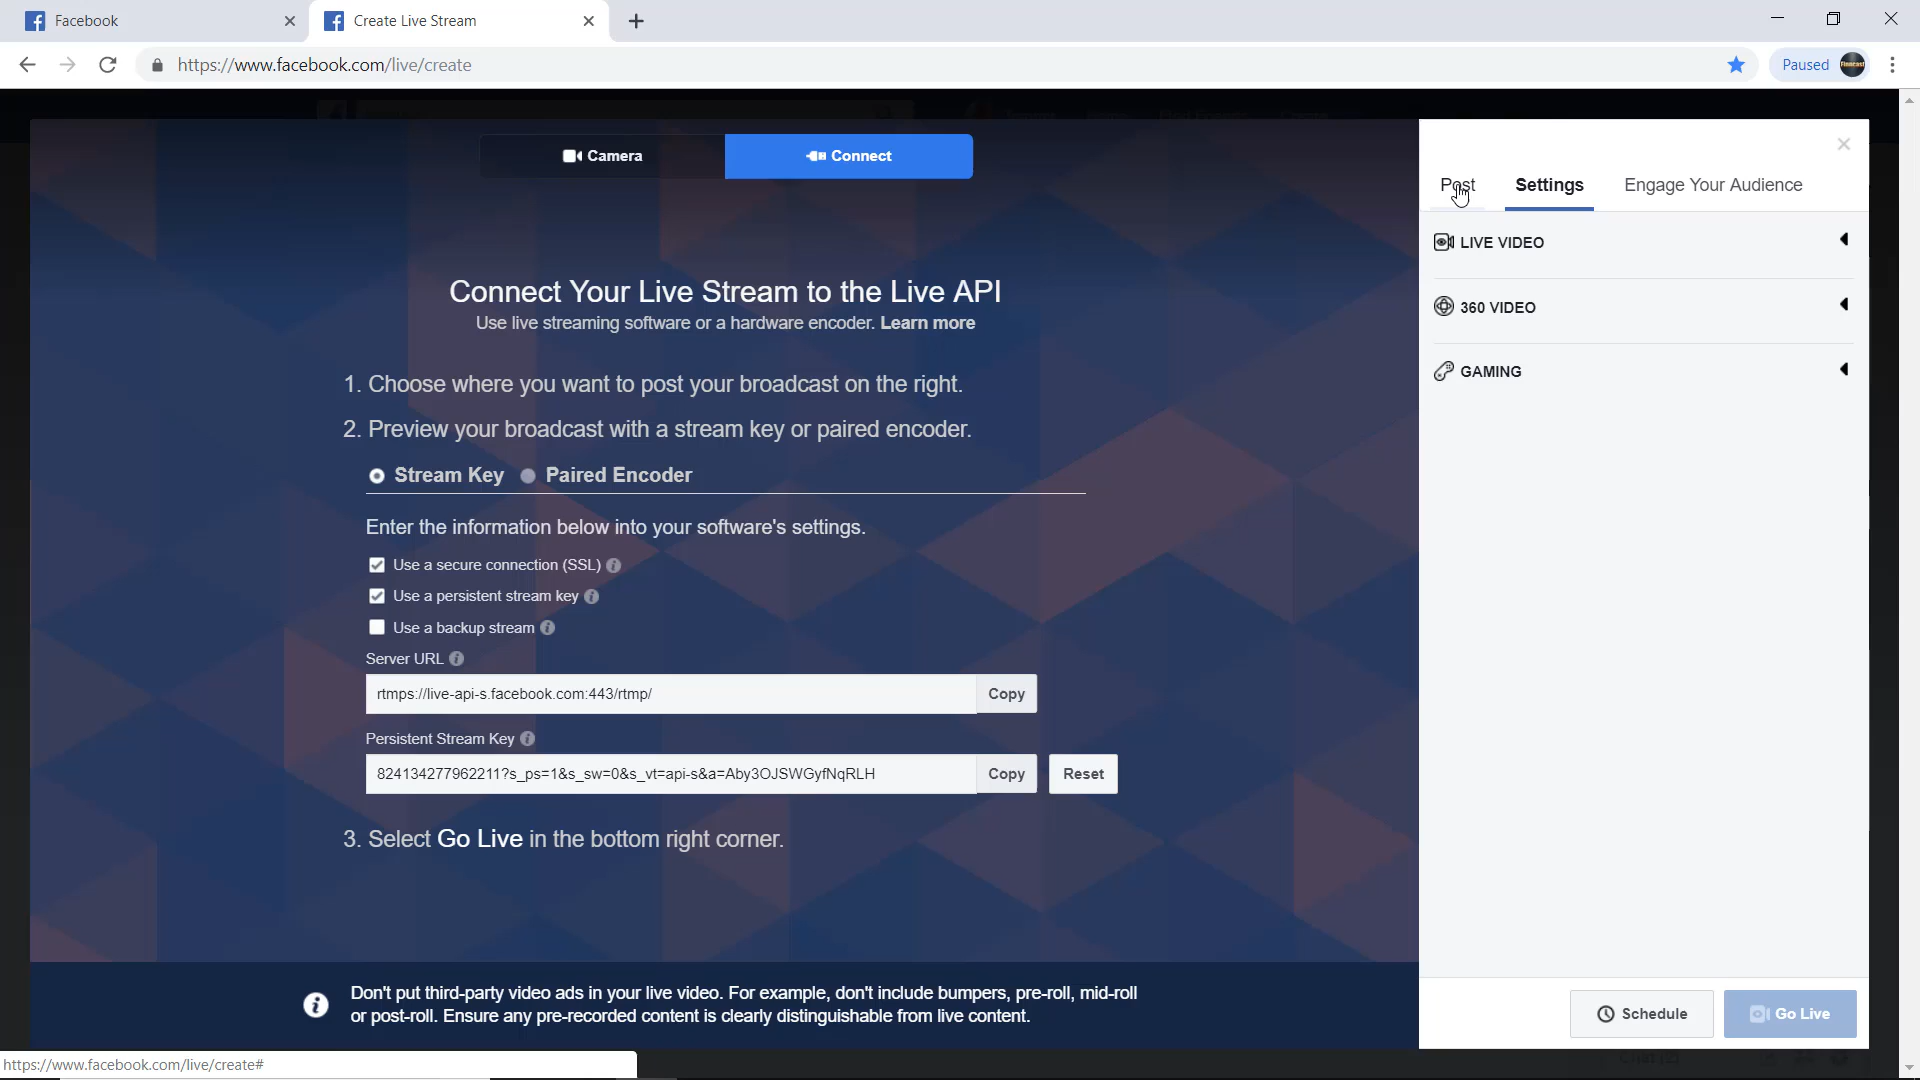 Facebook
Create Live Stream
https://www.facebook.com/live/create
Paused
Camera
Connect
Post
Settings
Engage Your Audience
LIVE VIDEO
360 VIDEO
GAMING
Connect Your Live Stream to the Live API
Use live streaming software or a hardware encoder. Learn more
1. Choose where you want to post your broadcast on the right.
2. Preview your broadcast with a stream key or paired encoder.
Stream Key Paired Encoder
Enter the information below into your software's settings.
Use a secure connection (SSL)
Use a persistent stream key
Use a backup stream
Server URL
rtmps://live-api-s.facebook.com:443/rtmp/ Copy
Persistent Stream Key
824134277962211?s_ps=1&s_sw=0&s_vt=api-s&a=Aby3OJSWGyfNqRLH Copy Reset
3. Select Go Live in the bottom right corner.
Don't put third-party video ads in your live video. For example, don't include bumpers, pre-roll, mid-roll
or post-roll. Ensure any pre-recorded content is clearly distinguishable from live content.
Schedule
Go Live
https://www.facebook.com/live/create#